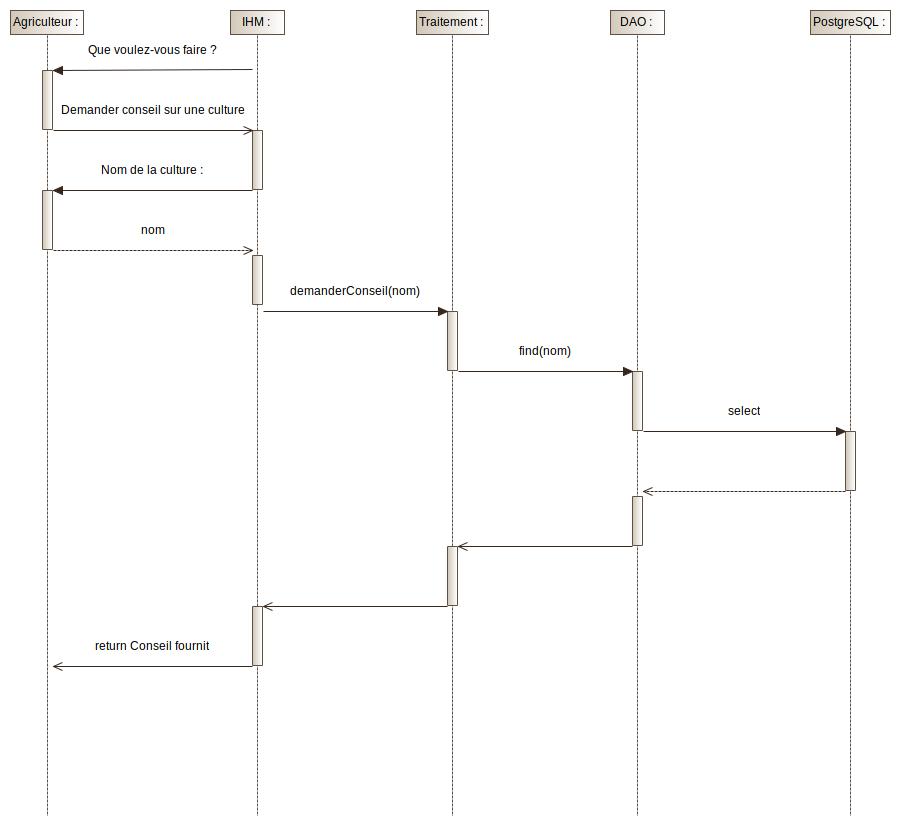 Agriculteur :
IHM :
Traitement :
DAO :
PostgreSQL :
Que voulez-vous faire ?
Demander conseil sur une culture
Nom de la culture :
nom
demanderConseil(nom)
find(nom)
select
return Conseil fournit